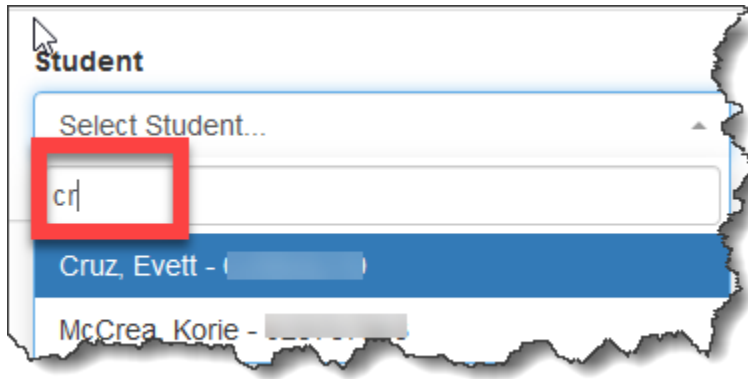 Student
Select Student...
cr
Cruz, Evett -
McCrea, Korie -